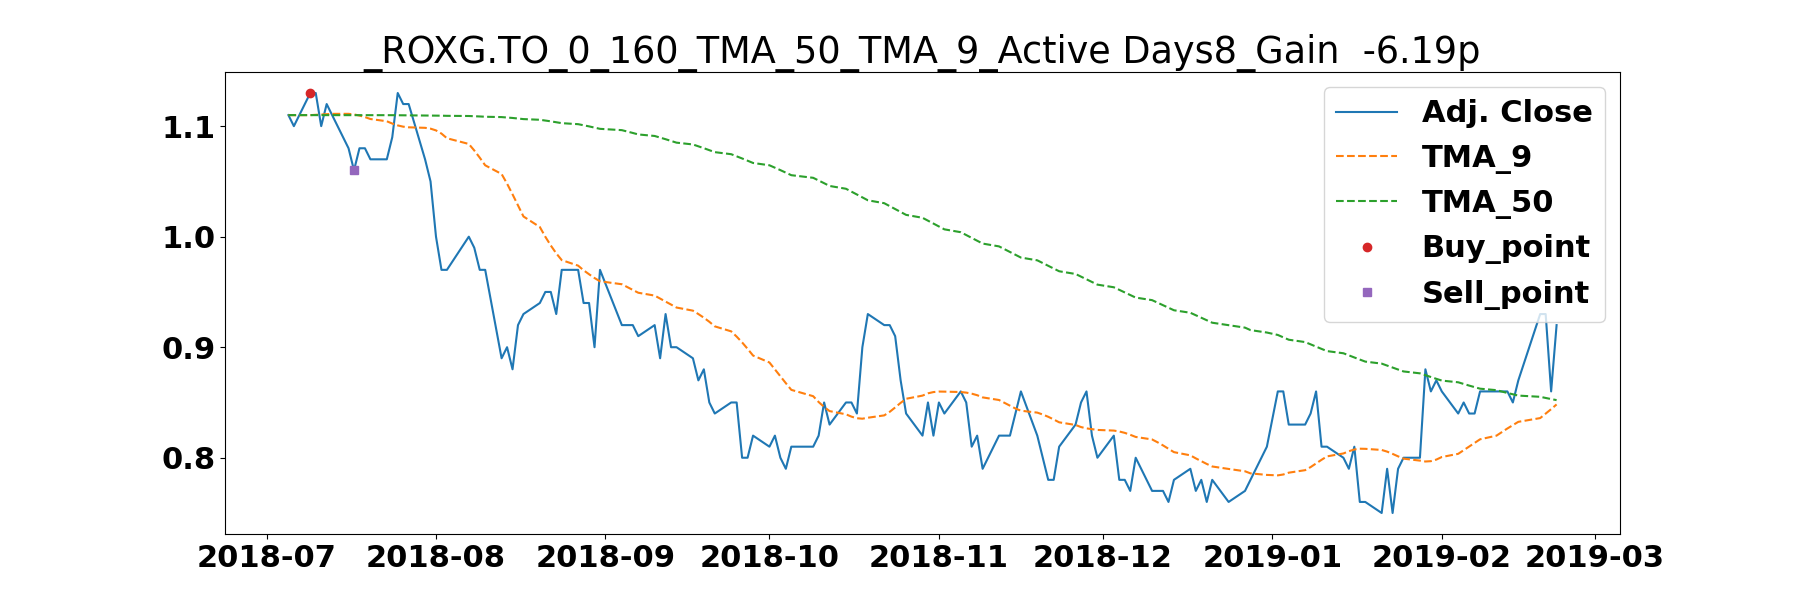 _ROXG.TO_0_160_TMA_50_TMA_9_Active Days8_Gain  -6.19p
Adj. Close
TMA_9
TMA_50
Buy_point
Sell_point
1.1
1.0
0.9
0.8
2018-07 2018-08 2018-09 2018-10 2018-11 2018-12 2019-01 2019-02 2019-03